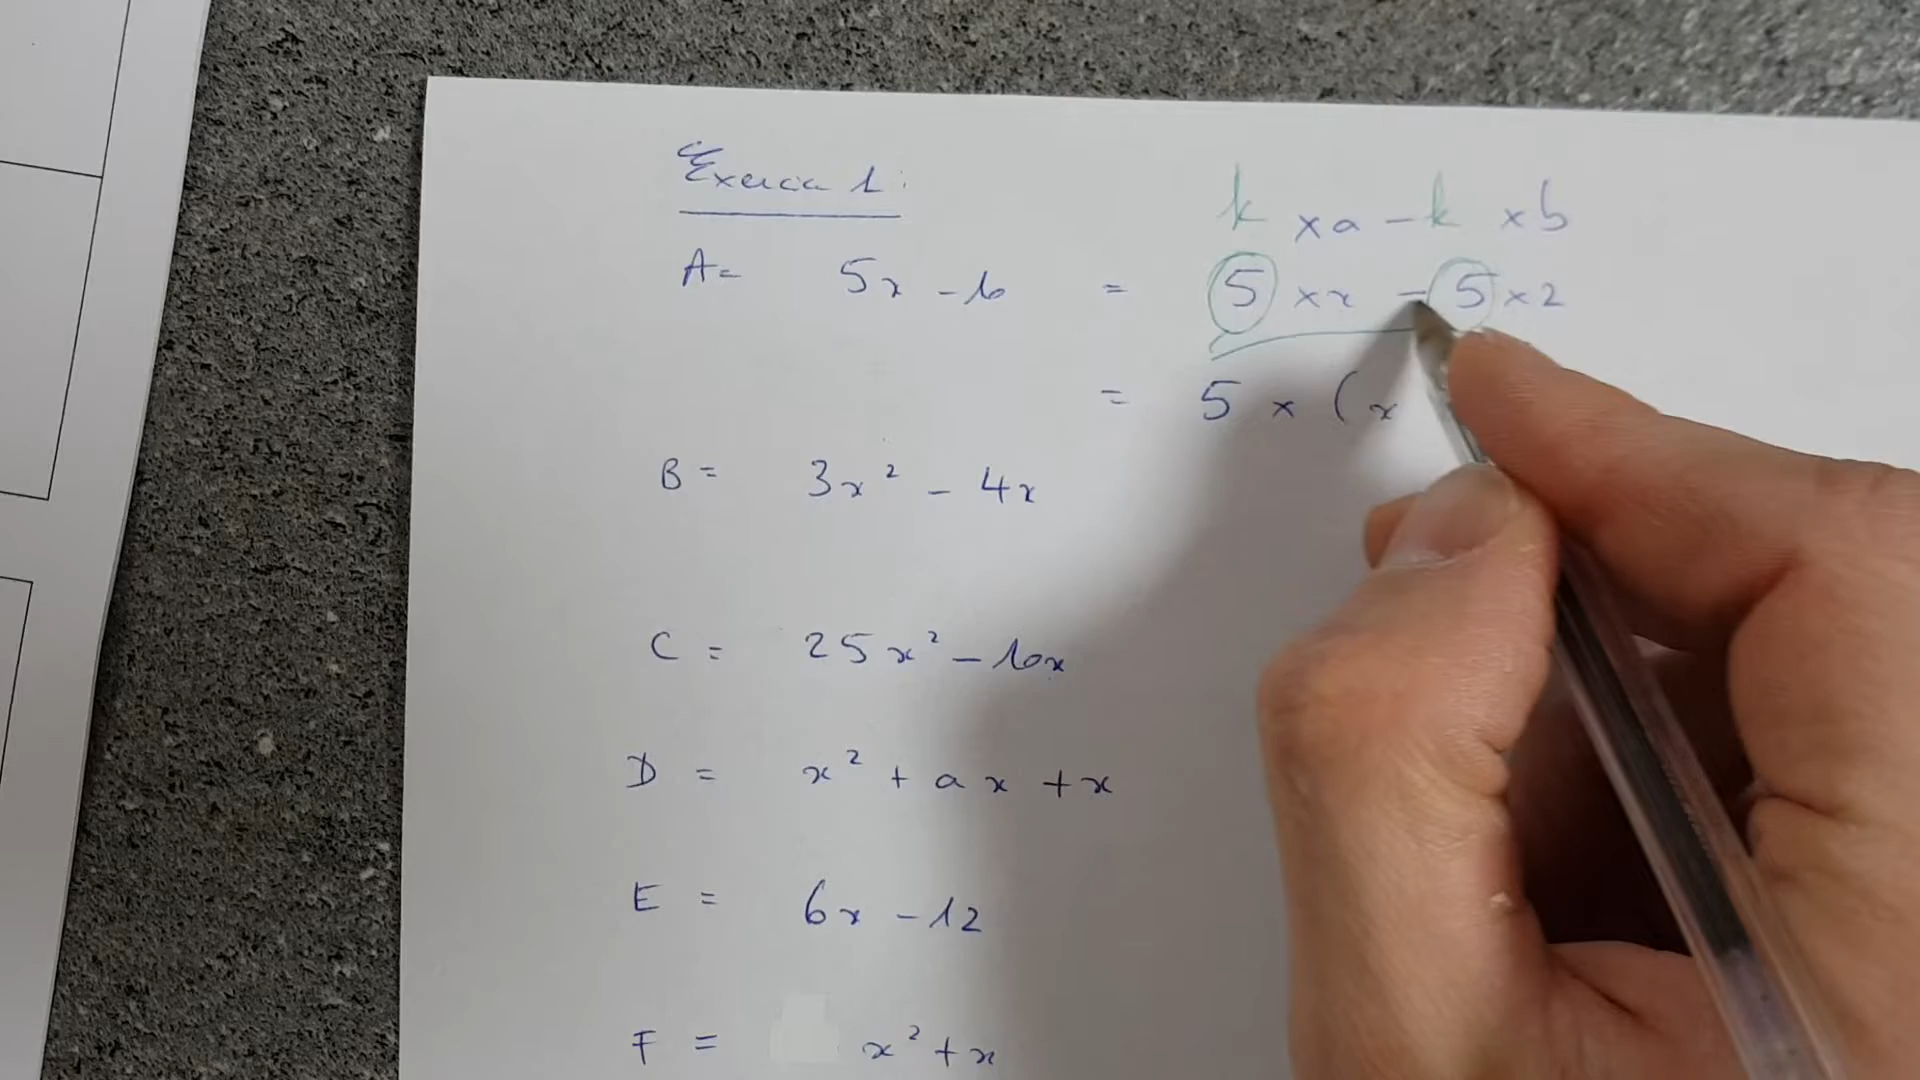 Exercice 1:
k × a - k × b
A = 5x - 10 = 5 × x - 5 × 2
= 5 × (x
B = 3x² - 4x
C = 25x² - 10x
D = x² + ax + x
E = 6x - 12
F = x² + x